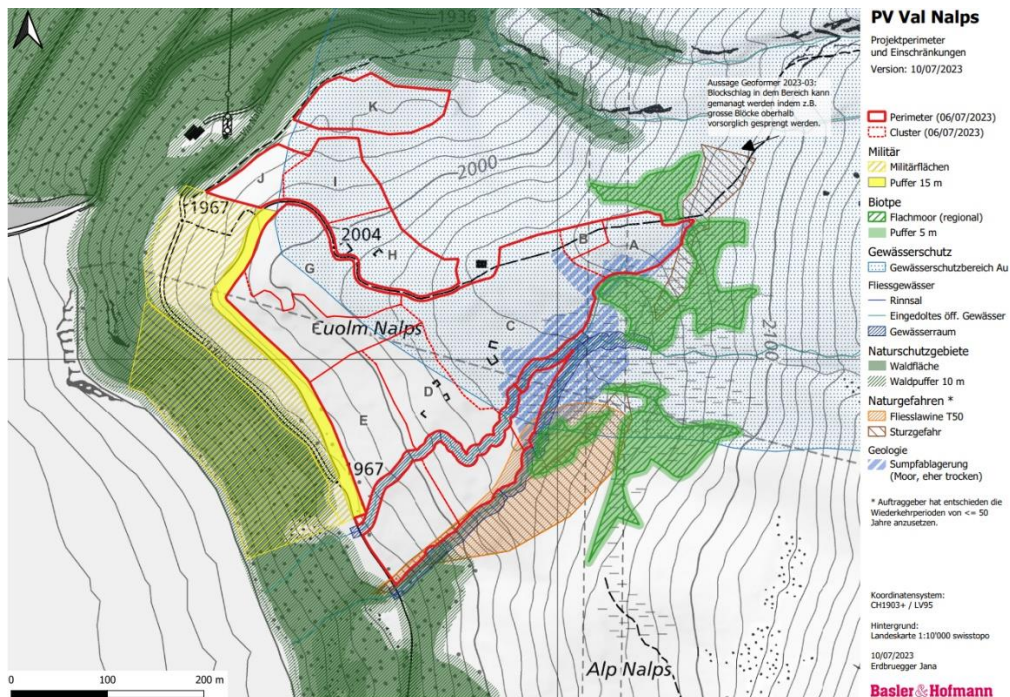 PV Val Nalps
Projektperimeter
und Einschränkungen
Version: 10/07/2023
Perimeter (06/07/2023)
Cluster (06/07/2023)
Militär
Militärflächen
Puffer 15 m
Biotpe
Flachmoor (regional)
Puffer 5 m
Gewässerschutz
Gewässerschutzbereich Au
Fliessgewässer
Rinnsal
Eingedoltes öff. Gewässer
Gewässerraum
Naturschutzgebiete
Waldfläche
Waldpuffer 10 m
Naturgefahren *
Fliesslawine T50
Sturzgefahr
Geologie
Sumpfablagerung
(Moor, eher trocken)
* Auftraggeber hat entschieden die
Wiederkehrperioden von <= 50
Jahre anzusetzen.
Koordinatensystem:
CH1903+ / LV95
Hintergrund:
Landeskarte 1:10'000 swisstopo
10/07/2023
Erdbruegger Jana
Basler & Hofmann
1936
Aussage Geoformer 2023-03:
Blockschlag in dem Bereich kann
gemanagt werden indem z.B.
grosse Blöcke oberhalb
vorsorglich gesprengt werden.
K
2000
J
I
1967
2004
H
B
A
G
Cuolm Nalps
C
2100
D
E
1967
Alp Nalps
0 100 200 m